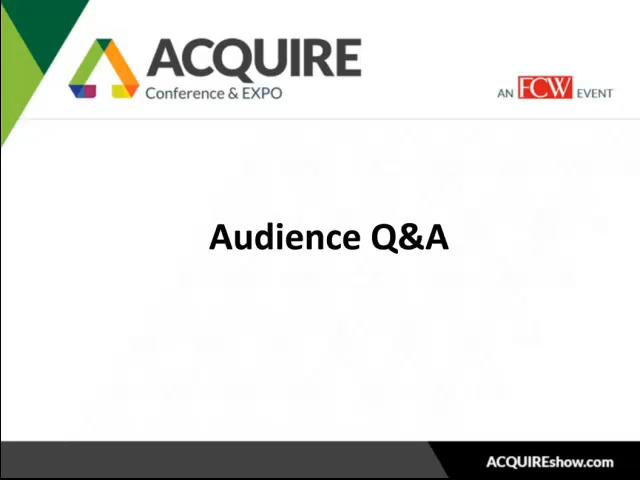 ACQUIRE
Conference & EXPO
AN FCW EVENT
Audience Q&A
ACQUIREshow.com